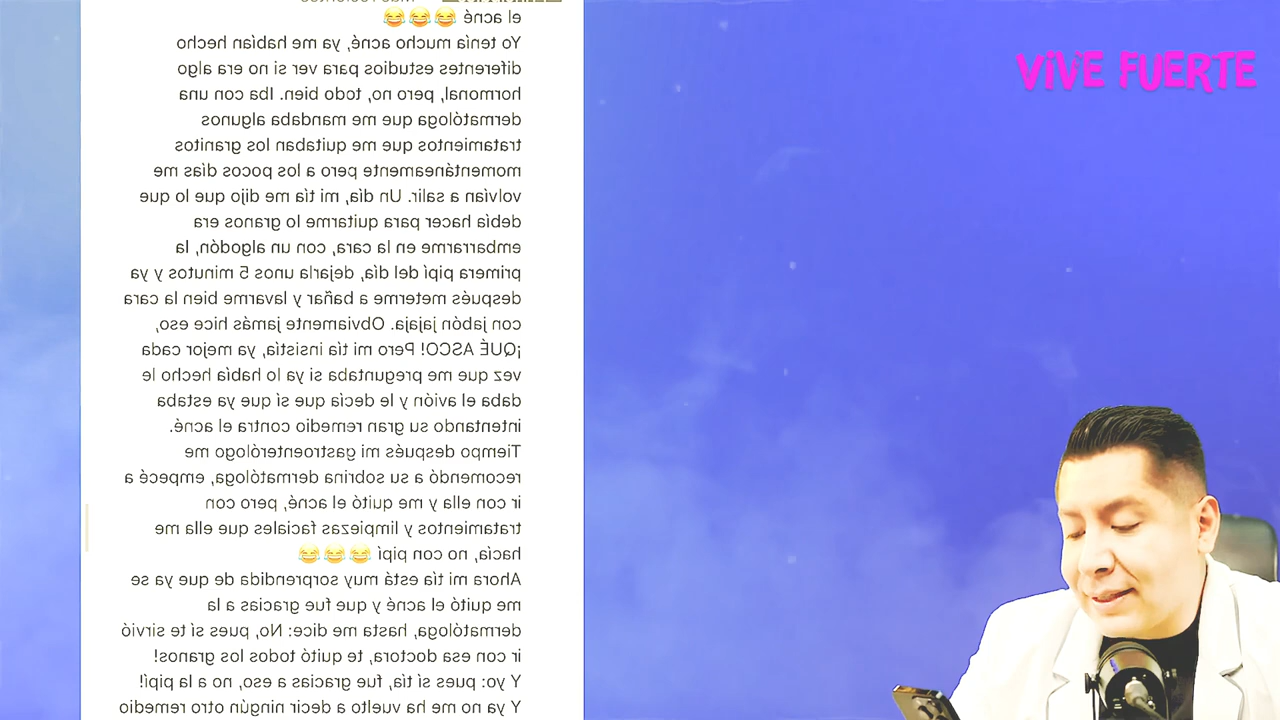 el acné 😂😂😂
Yo tenía mucho acné, ya me habían hecho
diferentes estudios para ver si no era algo
hormonal, pero no, todo bien. Iba con una
dermatóloga que me mandaba algunos
tratamientos que me quitaban los granitos
momentáneamente pero a los pocos días me
volvían a salir. Un día, mi tía me dijo que lo que
debía hacer para quitarme lo granos era
embarrarme en la cara, con un algodón, la
primera pipí del día, dejarla unos 5 minutos y ya
después meterme a bañar y lavarme bien la cara
con jabón jajaja. Obviamente jamás hice eso,
¡QUÉ ASCO! Pero mi tía insistía, ya mejor cada
vez que me preguntaba si ya lo había hecho le
daba el avión y le decía que sí que ya estaba
intentando su gran remedio contra el acné.
Tiempo después mi gastroenterólogo me
recomendó a su sobrina dermatóloga, empecé a
ir con ella y me quitó el acné, pero con
tratamientos y limpiezas faciales que ella me
hacía, no con pipí 😂😂😂
Ahora mi tía está muy sorprendida de que ya se
me quitó el acné y que fue gracias a la
dermatóloga, hasta me dice: No, pues sí te sirvió
ir con esa doctora, te quitó todos los granos!
Y yo: pues sí tía, fue gracias a eso, no a la pipí!
Y ya no me ha vuelto a decir ningún otro remedio
VIVE FUERTE